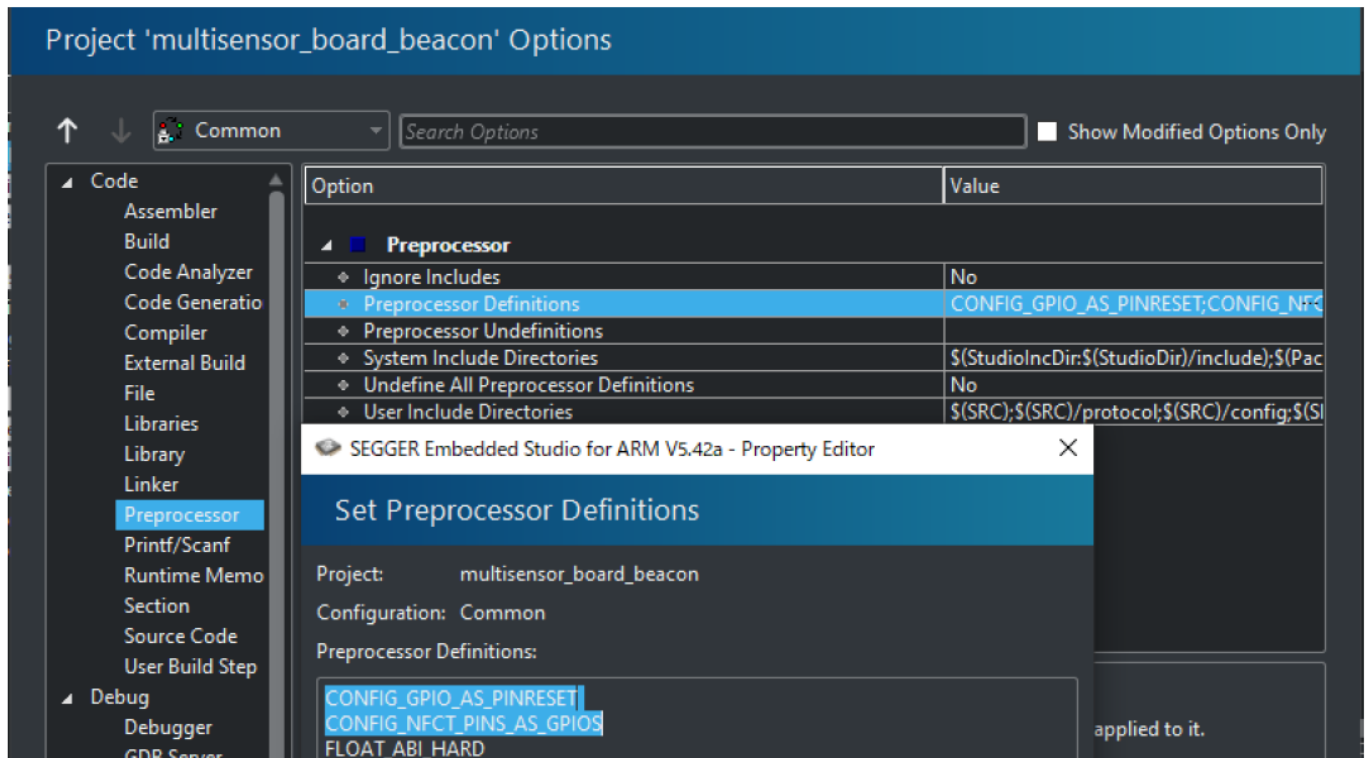 Project 'multisensor_board_beacon' Options
Common
Search Options
Show Modified Options Only
Code
Assembler
Build
Code Analyzer
Code Generatio
Compiler
External Build
File
Libraries
Library
Linker
Preprocessor
Printf/Scanf
Runtime Memo
Section
Source Code
User Build Step
Debug
Debugger
GDB Server
Option Value
Preprocessor
Ignore Includes No
Preprocessor Definitions CONFIG_GPIO_AS_PINRESET;CONFIG_NFC
Preprocessor Undefinitions
System Include Directories $(StudioIncDir:$(StudioDir)/include);$(Pac
Undefine All Preprocessor Definitions No
User Include Directories $(SRC);$(SRC)/protocol;$(SRC)/config;$(SI
SEGGER Embedded Studio for ARM V5.42a - Property Editor
Set Preprocessor Definitions
Project: multisensor_board_beacon
Configuration: Common
Preprocessor Definitions:
CONFIG_GPIO_AS_PINRESET
CONFIG_NFCT_PINS_AS_GPIOS
FLOAT_ABI_HARD
applied to it.